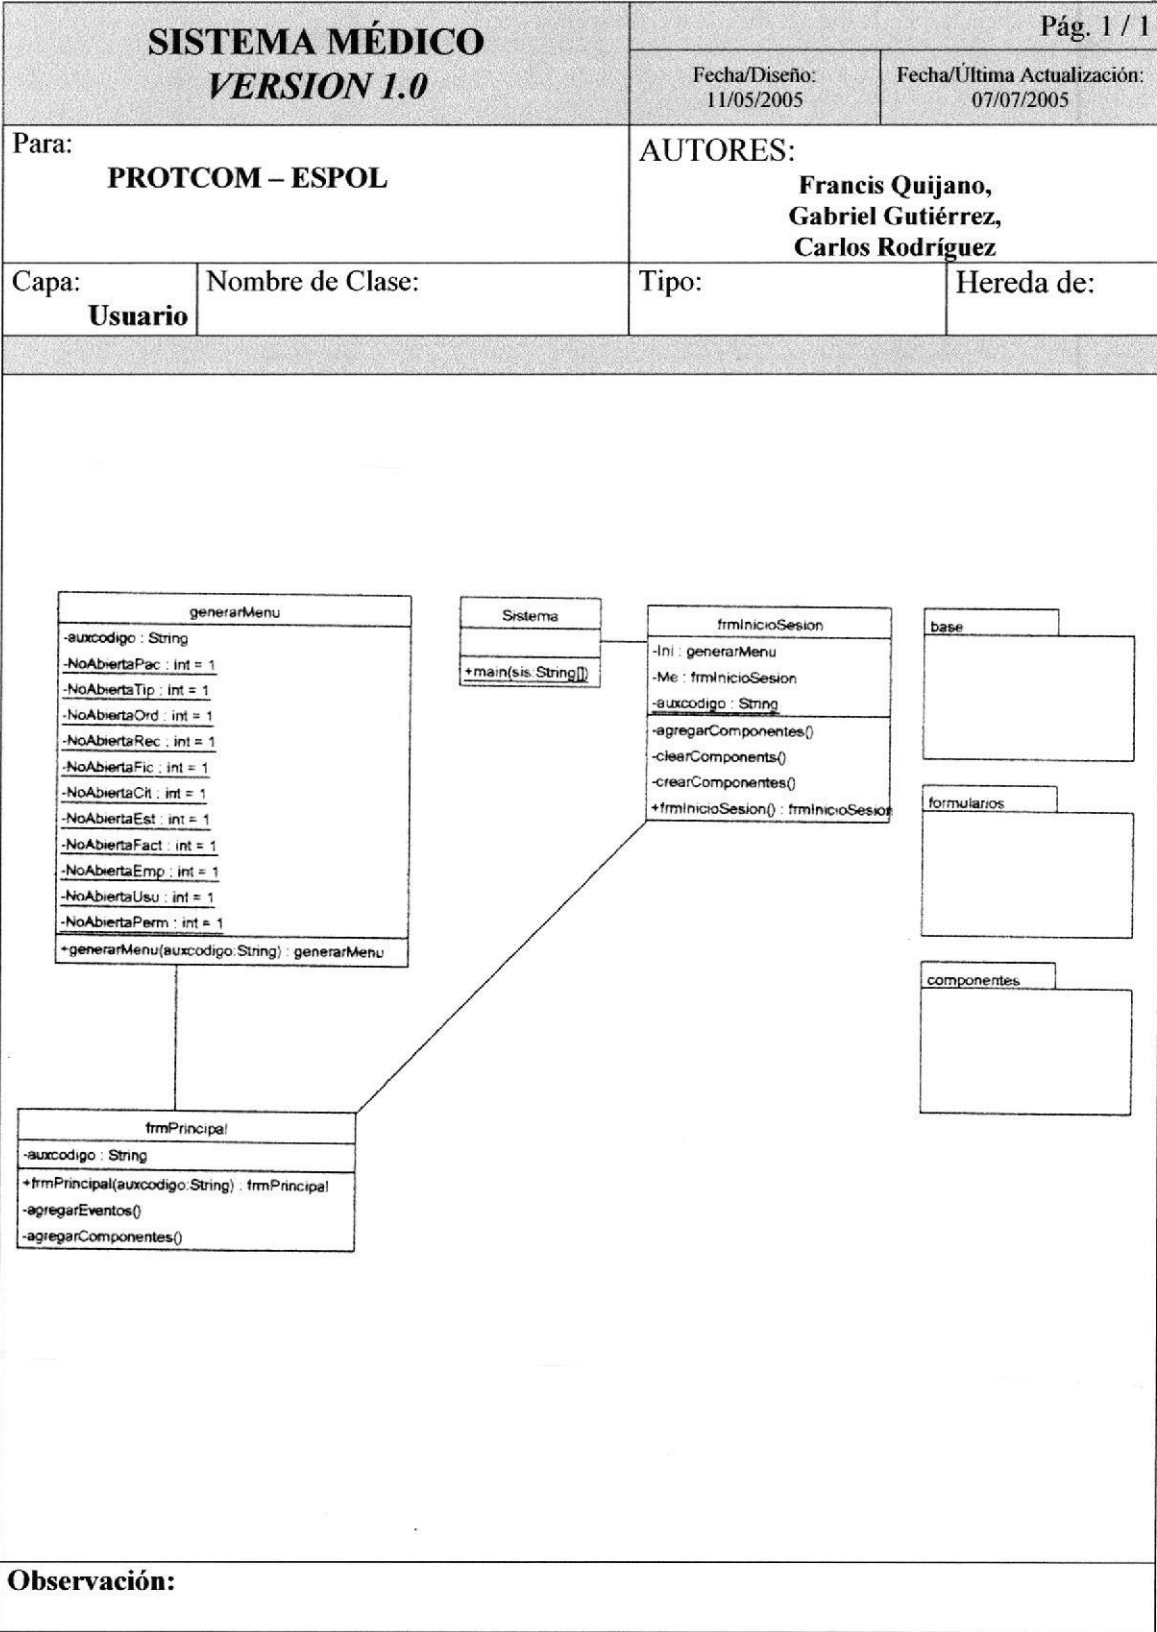 SISTEMA MÉDICO
VERSION 1.0
Pág. 1 / 1
Fecha/Diseño:
11/05/2005
Fecha/Última Actualización:
07/07/2005
Para:
PROTCOM – ESPOL
AUTORES:
Francis Quijano,
Gabriel Gutiérrez,
Carlos Rodríguez
Capa:
Usuario
Nombre de Clase:
Tipo:
Hereda de:
generarMenu
-auxcodigo : String
-NoAbiertaPac : int = 1
-NoAbiertaTip : int = 1
-NoAbiertaOrd : int = 1
-NoAbiertaRec : int = 1
-NoAbiertaFic : int = 1
-NoAbiertaCit : int = 1
-NoAbiertaEst : int = 1
-NoAbiertaFact : int = 1
-NoAbiertaEmp : int = 1
-NoAbiertaUsu : int = 1
-NoAbiertaPerm : int = 1
+generarMenu(auxcodigo:String) : generarMenu
Sistema
+main(sis:String[])
frmInicioSesion
-Ini : generarMenu
-Me : frmInicioSesion
-auxcodigo : String
-agregarComponentes()
-clearComponents()
-crearComponentes()
+frmInicioSesion() : frmInicioSesion
base
formularios
componentes
frmPrincipal
-auxcodigo : String
+frmPrincipal(auxcodigo:String) : frmPrincipal
-agregarEventos()
-agregarComponentes()
Observación: